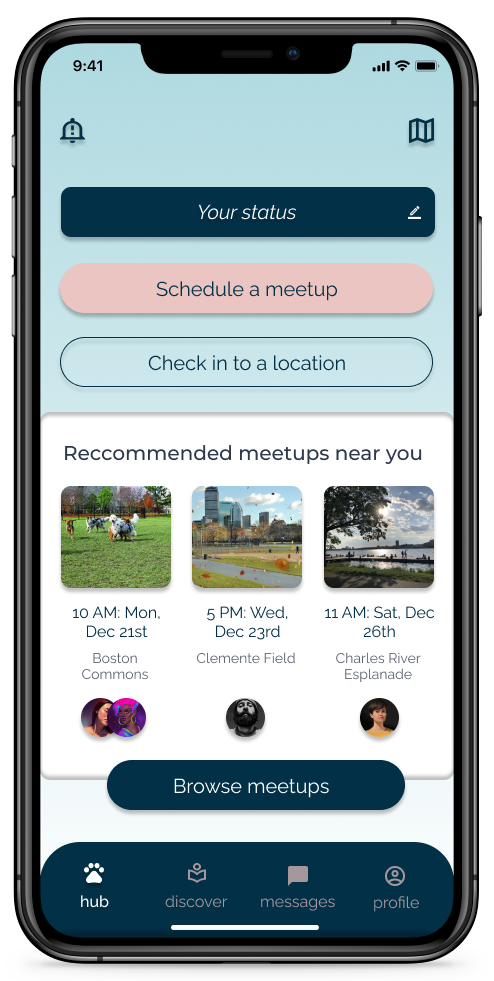 9:41
Your status
Schedule a meetup
Check in to a location
Reccommended meetups near you
10 AM: Mon,
Dec 21st
Boston
Commons
5 PM: Wed,
Dec 23rd
Clemente Field
11 AM: Sat, Dec
26th
Charles River
Esplanade
Browse meetups
hub
discover
messages
profile